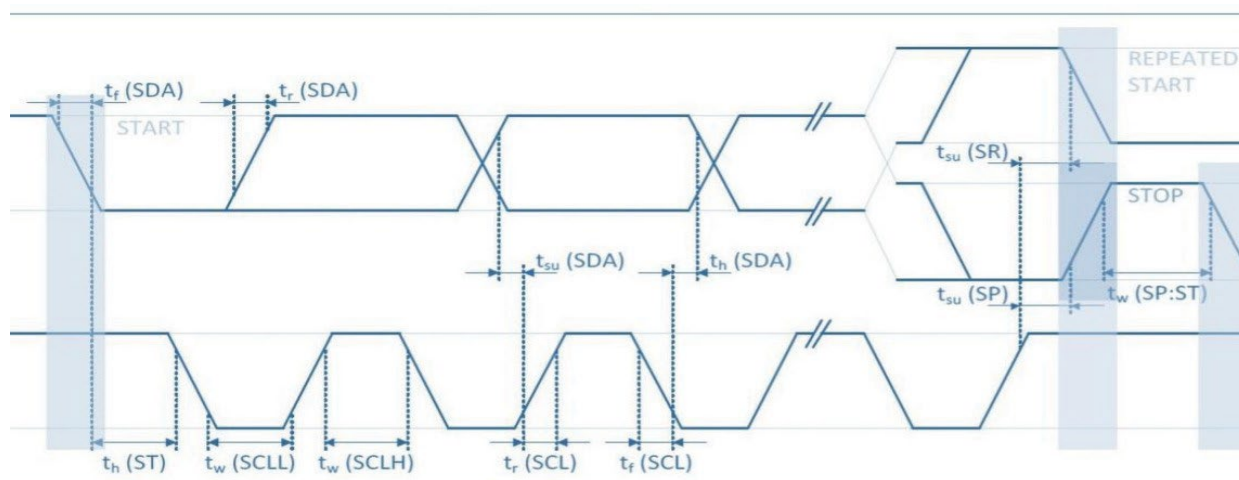 REPEATED
START
t_f (SDA) t_r (SDA)
START
t_su (SR)
STOP
t_su (SDA) t_h (SDA)
t_su (SP) t_w (SP:ST)
t_h (ST) t_w (SCLL) t_w (SCLH) t_r (SCL) t_f (SCL)